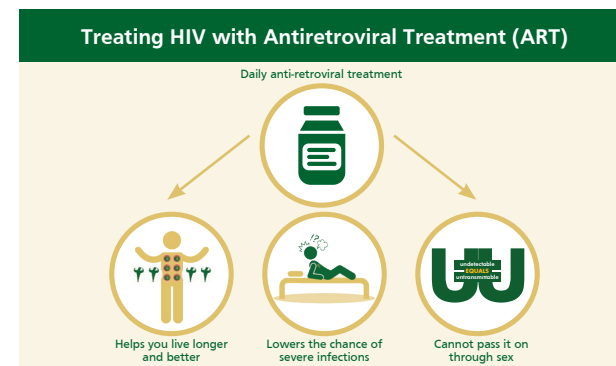 Treating HIV with Antiretroviral Treatment (ART)
Daily anti-retroviral treatment
!?
undetectable
EQUALS
untransmittable
Helps you live longer
and better
Lowers the chance of
severe infections
Cannot pass it on
through sex